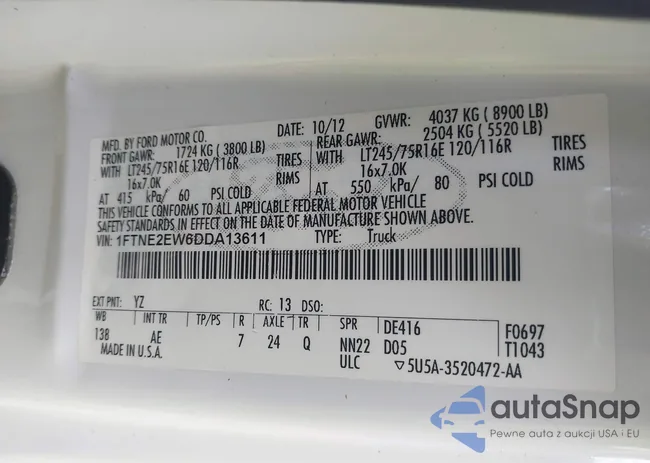 MFD. BY FORD MOTOR CO.
DATE: 10/12
GVWR: 4037 KG ( 8900 LB)
FRONT GAWR: 1724 KG ( 3800 LB)
REAR GAWR: 2504 KG ( 5520 LB)
WITH LT245/75R16E 120/116R TIRES
WITH LT245/75R16E 120/116R TIRES
16x7.0K RIMS
16x7.0K RIMS
AT 415 kPa/ 60 PSI COLD
AT 550 kPa/ 80 PSI COLD
THIS VEHICLE CONFORMS TO ALL APPLICABLE FEDERAL MOTOR VEHICLE
SAFETY STANDARDS IN EFFECT ON THE DATE OF MANUFACTURE SHOWN ABOVE.
VIN: 1FTNE2EW6DDA13611
TYPE: Truck
EXT PNT: YZ RC: 13 DSO:
WB INT TR TP/PS R AXLE TR SPR DE416 F0697
138 AE 7 24 Q NN22 D05 T1043
MADE IN U.S.A. ULC ▽5U5A-3520472-AA
autaSnap
Pewne auta z aukcji USA i EU